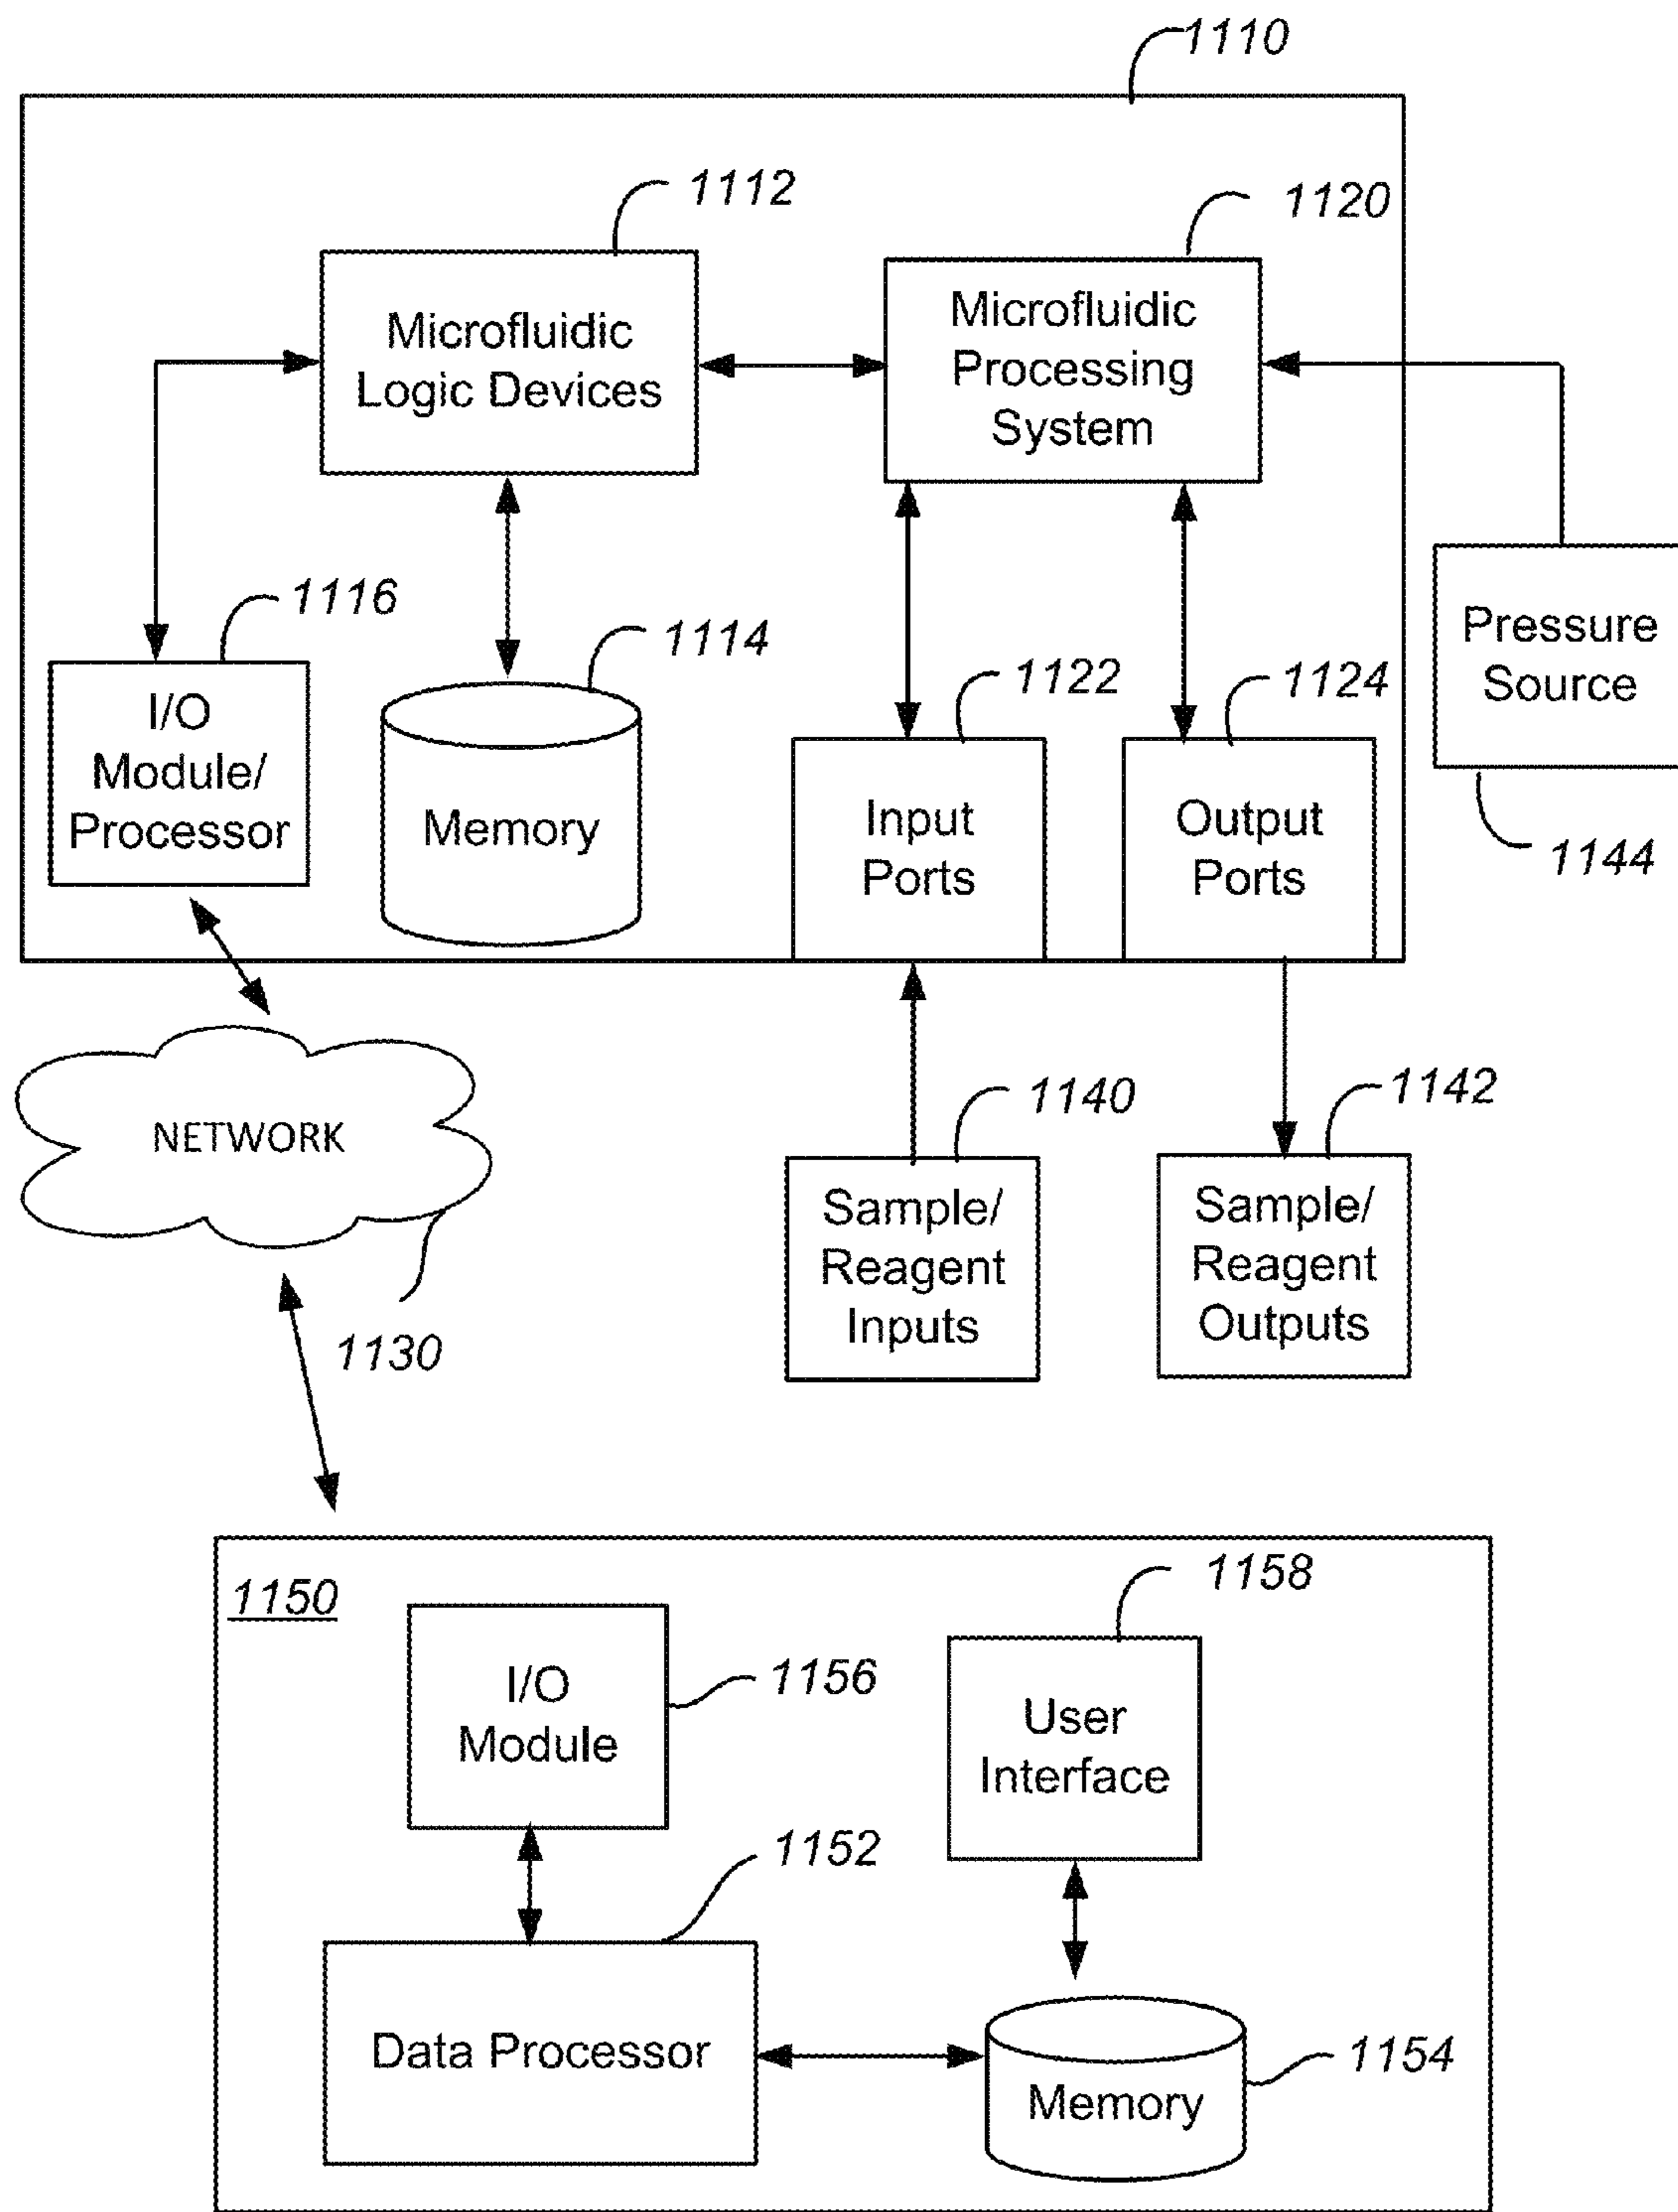 1110
1112
1120
Microfluidic
Logic Devices
Microfluidic
Processing
System
1116
1114
1122
1124
Pressure
Source
I/O
Module/
Processor
Memory
Input
Ports
Output
Ports
1144
NETWORK
1140
1142
Sample/
Reagent
Inputs
Sample/
Reagent
Outputs
1130
1150
1158
I/O
Module
1156
User
Interface
1152
Data Processor
1154
Memory